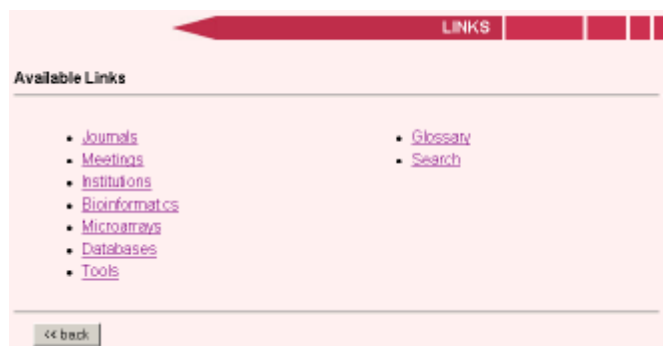 LINKS
Available Links
Journals
Meetings
Institutions
Bioinformatics
Microarrays
Databases
Tools
Glossary
Search
<< back